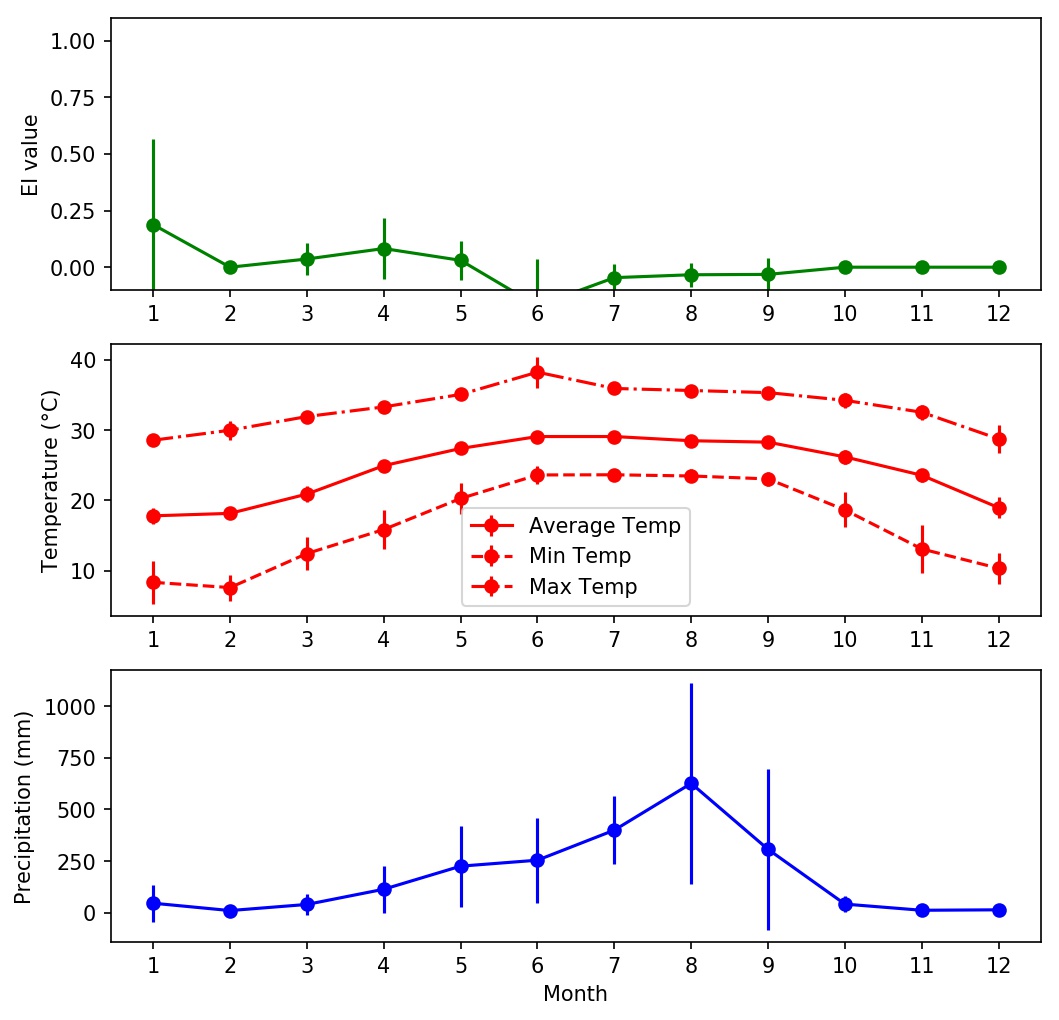 1.00
0.75
0.50
0.25
0.00
EI value
1 2 3 4 5 6 7 8 9 10 11 12
40
30
20
10
Temperature (°C)
Average Temp
Min Temp
Max Temp
1 2 3 4 5 6 7 8 9 10 11 12
1000
750
500
250
0
Precipitation (mm)
1 2 3 4 5 6 7 8 9 10 11 12
Month